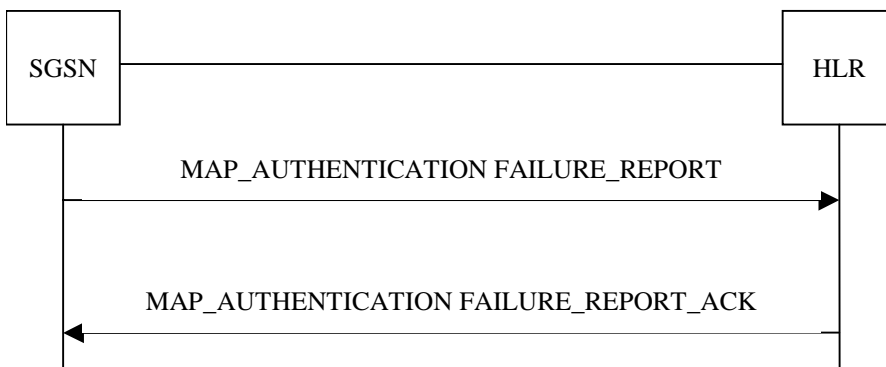 SGSN
HLR
MAP_AUTHENTICATION FAILURE_REPORT
MAP_AUTHENTICATION FAILURE_REPORT_ACK